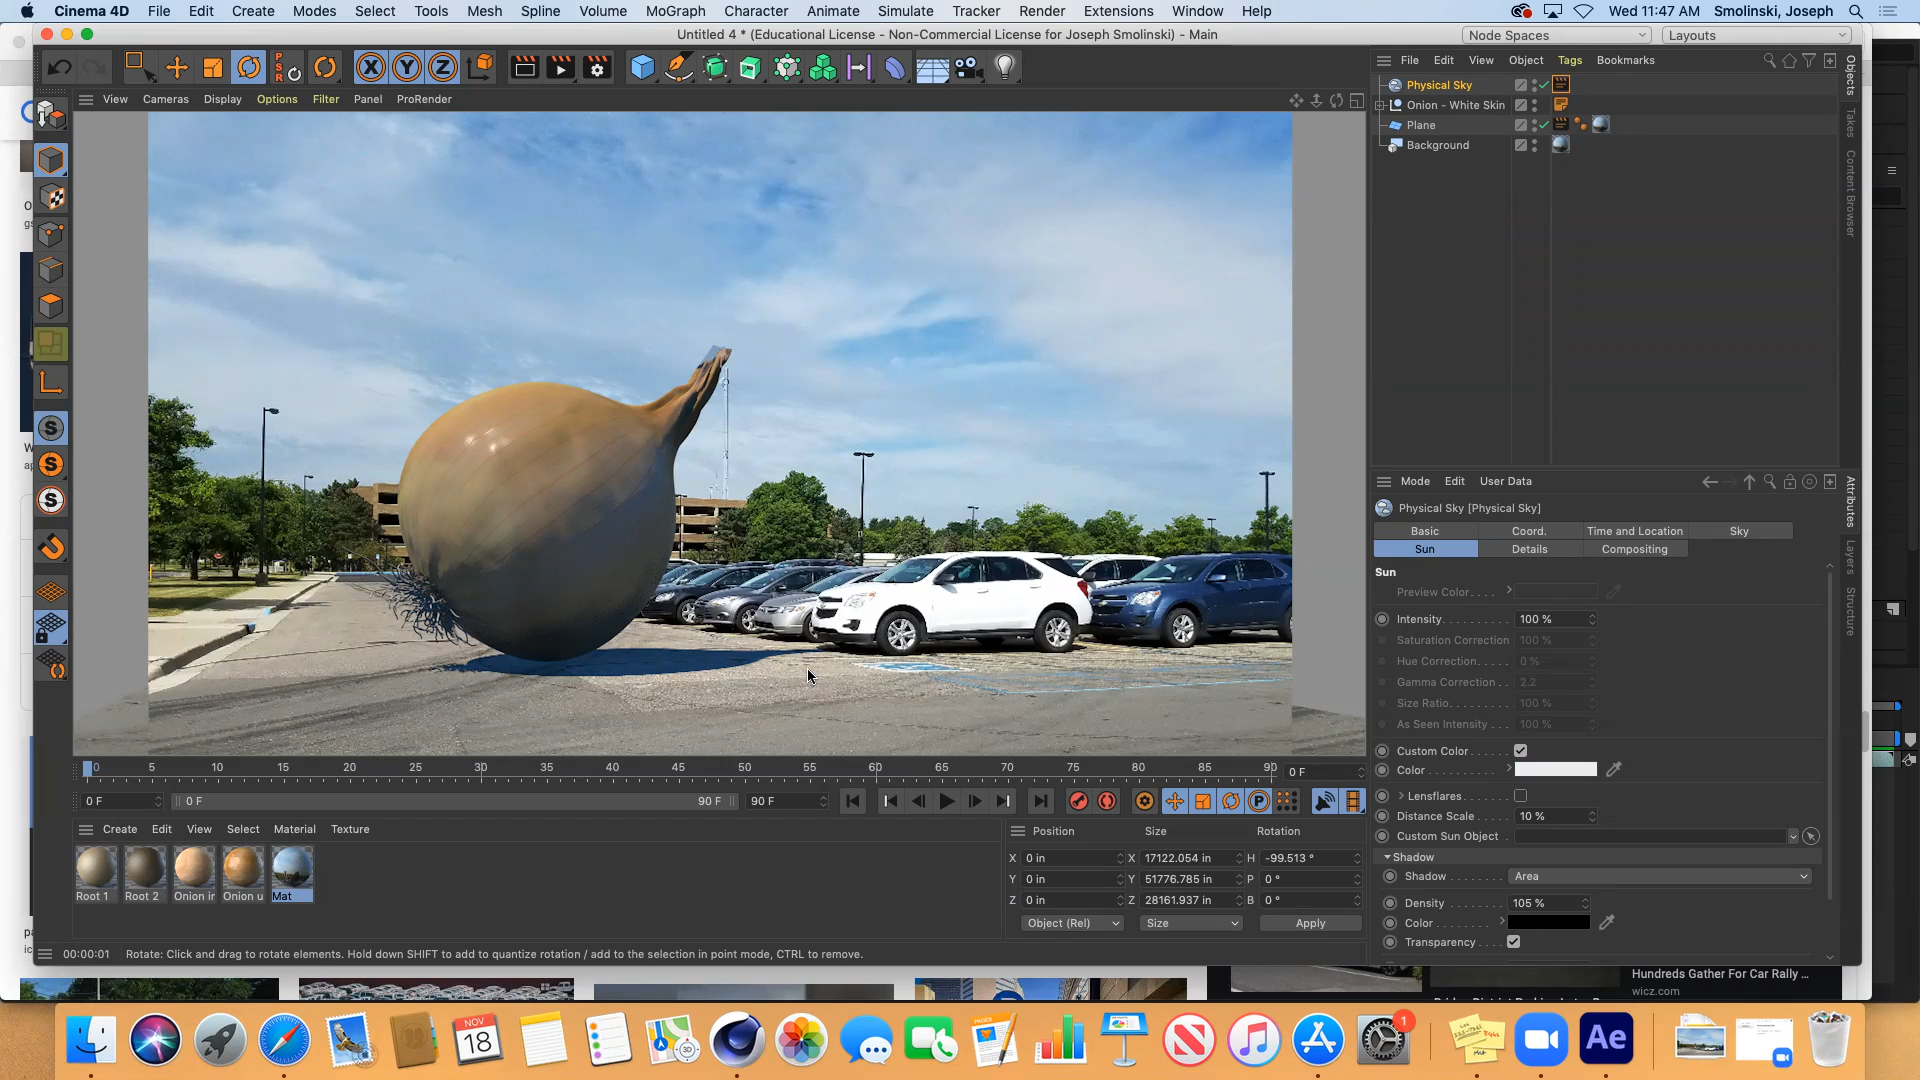 Cinema 4D File Edit Create Modes Select Tools Mesh Spline Volume MoGraph Character Animate Simulate Tracker Render Extensions Window Help Wed 11:47 AM Smolinski, Joseph
Untitled 4 * (Educational License - Non-Commercial License for Joseph Smolinski) - Main
Node Spaces Layouts
File Edit View Object Tags Bookmarks
View Cameras Display Options Filter Panel ProRender
Physical Sky
Onion - White Skin
Plane
Background
Objects
Takes
Content Browser
Mode Edit User Data
Attributes
Layers
Structure
Physical Sky [Physical Sky]
Basic Coord. Time and Location Sky
Sun Details Compositing
Sun
Preview Color
Intensity 100 %
Saturation Correction 100 %
Hue Correction 0 %
Gamma Correction 2.2
Size Ratio 100 %
As Seen Intensity 100 %
Custom Color
Color
Lensflares
Distance Scale 10 %
Custom Sun Object
Shadow
Shadow Area
Density 105 %
Color
Transparency
0 5 10 15 20 25 30 35 40 45 50 55 60 65 70 75 80 85 90 0 F
0 F 0 F 90 F 90 F
Create Edit View Select Material Texture
Root 1 Root 2 Onion ir Onion u Mat
Position Size Rotation
X 0 in X 17122.054 in H -99.513 °
Y 0 in Y 51776.785 in P 0 °
Z 0 in Z 28161.937 in B 0 °
Object (Rel) Size Apply
00:00:01 Rotate: Click and drag to rotate elements. Hold down SHIFT to add to quantize rotation / add to the selection in point mode, CTRL to remove.
Hundreds Gather For Car Rally ...
wicz.com
NOV
18
PAGES
1
Ae